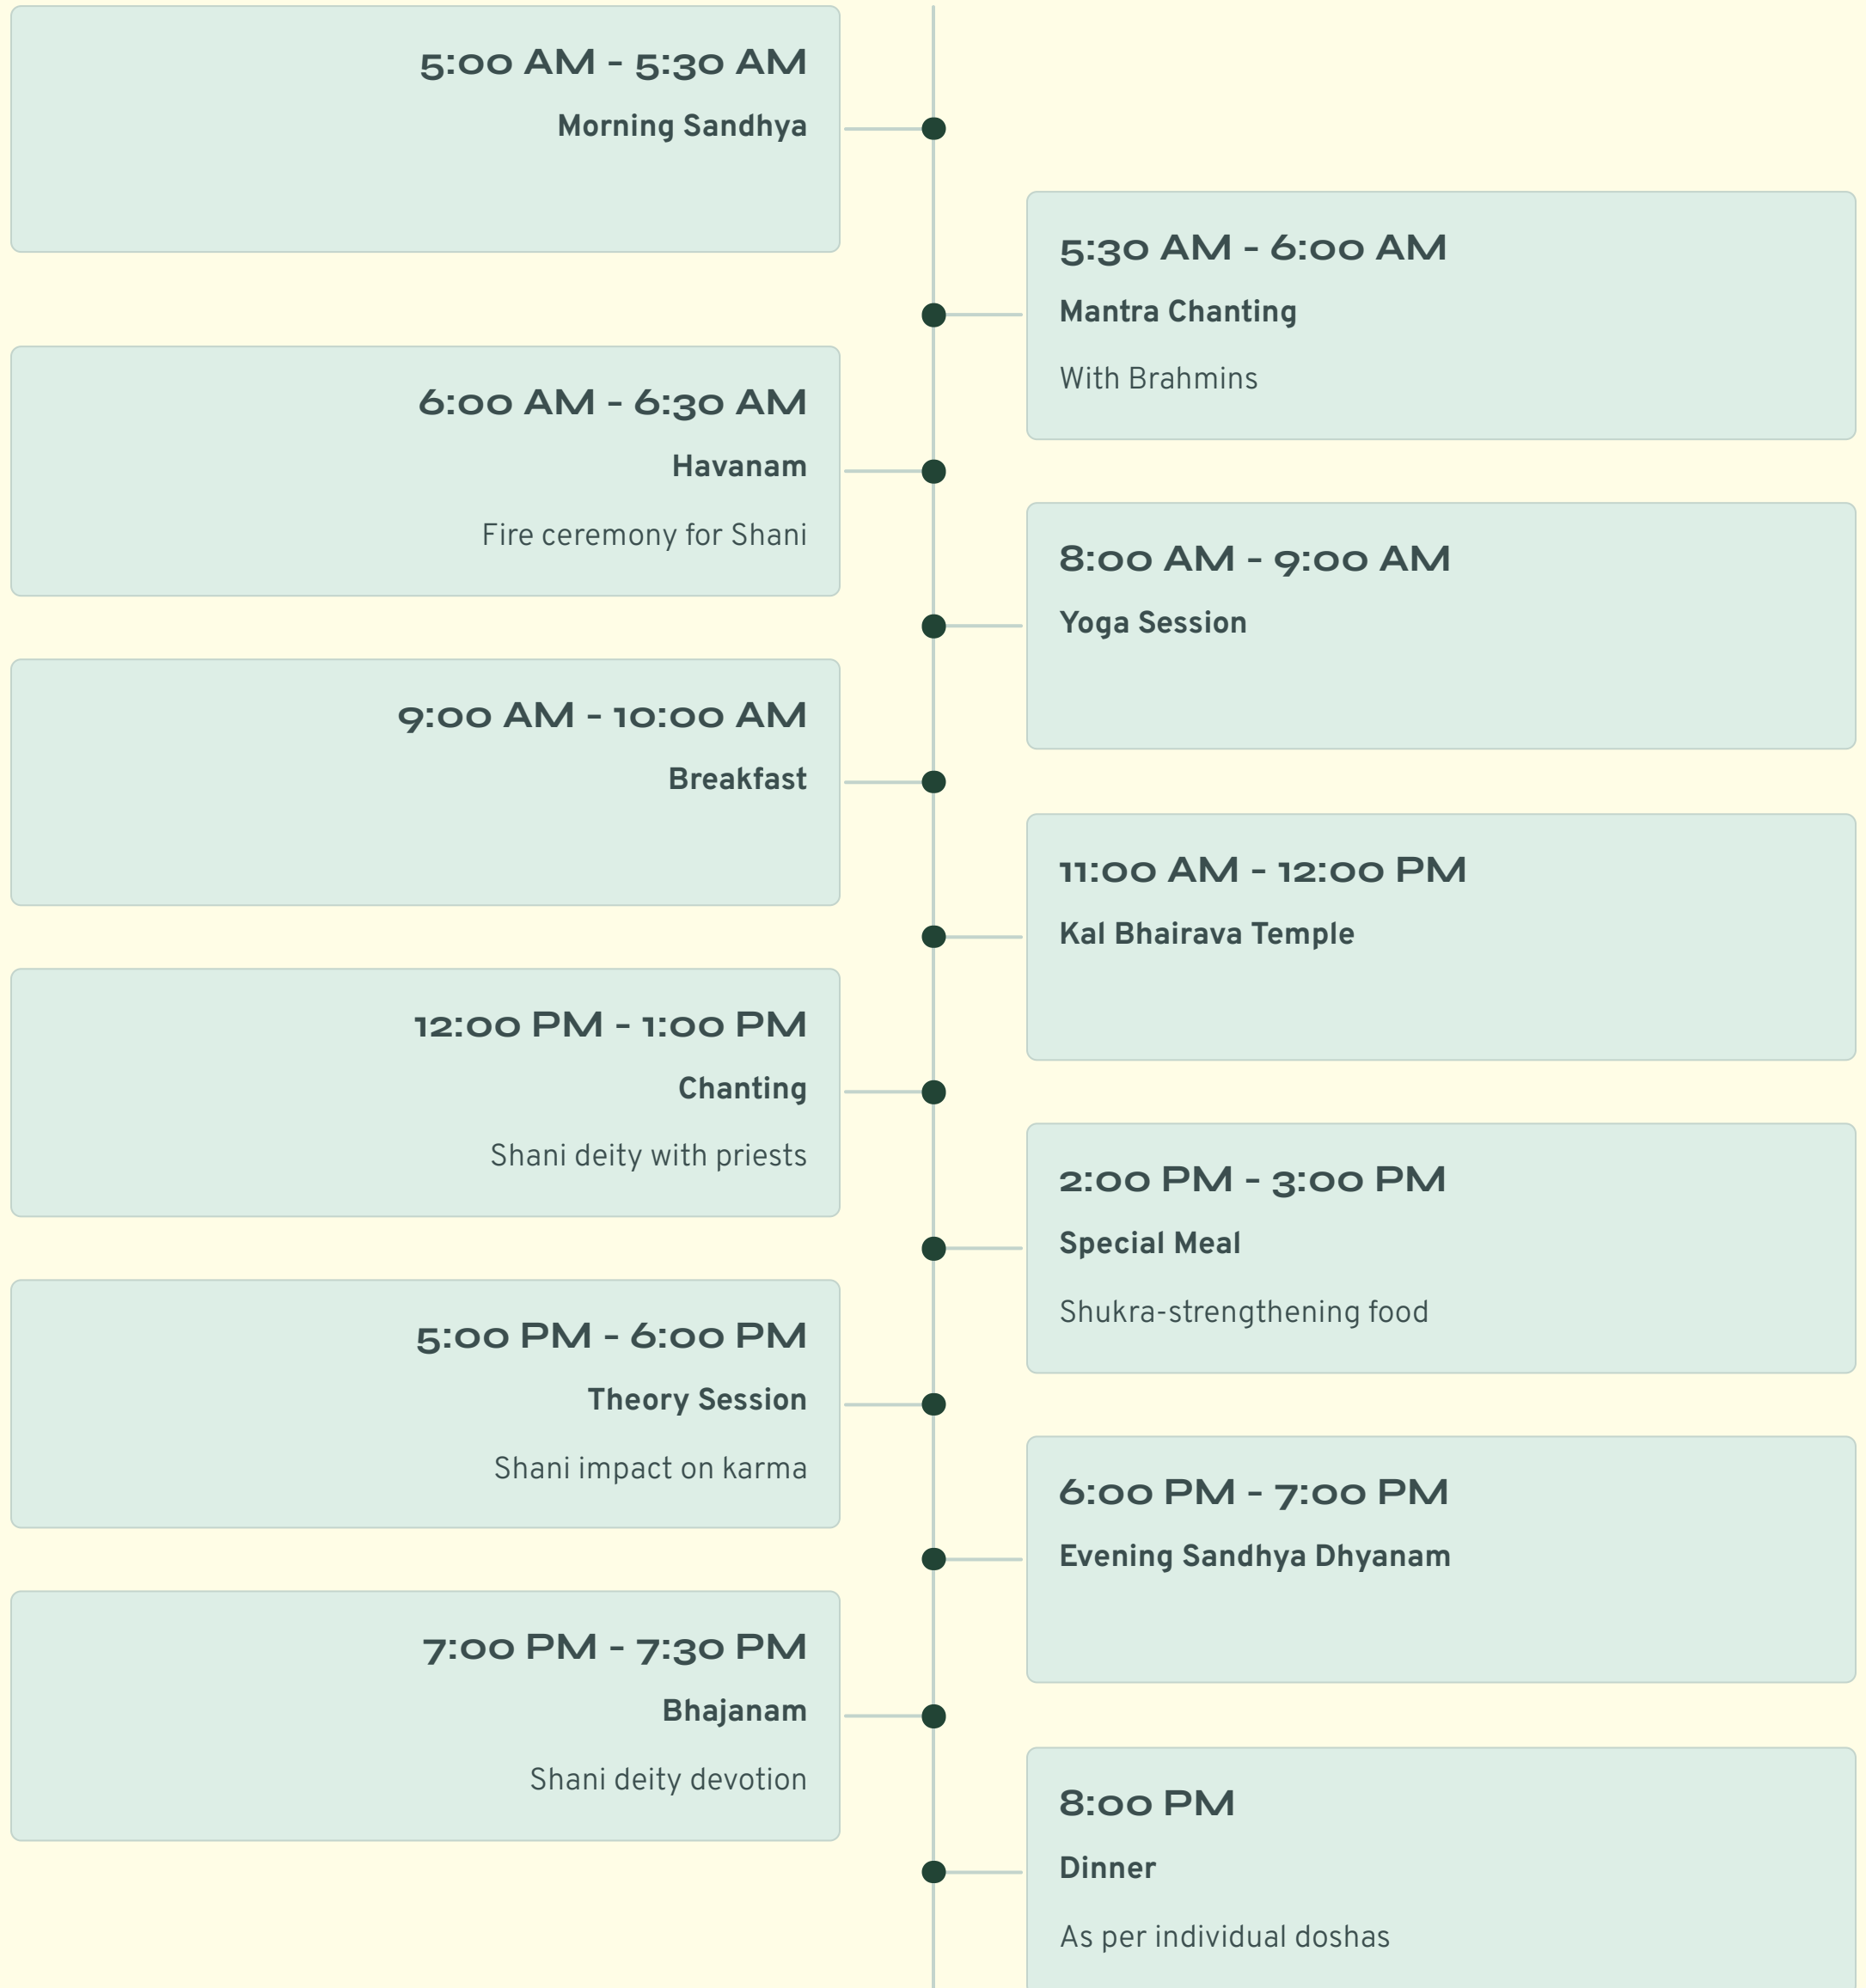 5:00 AM - 5:30 AM
Morning Sandhya
5:30 AM - 6:00 AM
Mantra Chanting
With Brahmins
6:00 AM - 6:30 AM
Havanam
Fire ceremony for Shani
8:00 AM - 9:00 AM
Yoga Session
9:00 AM - 10:00 AM
Breakfast
11:00 AM - 12:00 PM
Kal Bhairava Temple
12:00 PM - 1:00 PM
Chanting
Shani deity with priests
2:00 PM - 3:00 PM
Special Meal
Shukra-strengthening food
5:00 PM - 6:00 PM
Theory Session
Shani impact on karma
6:00 PM - 7:00 PM
Evening Sandhya Dhyanam
7:00 PM - 7:30 PM
Bhajanam
Shani deity devotion
8:00 PM
Dinner
As per individual doshas